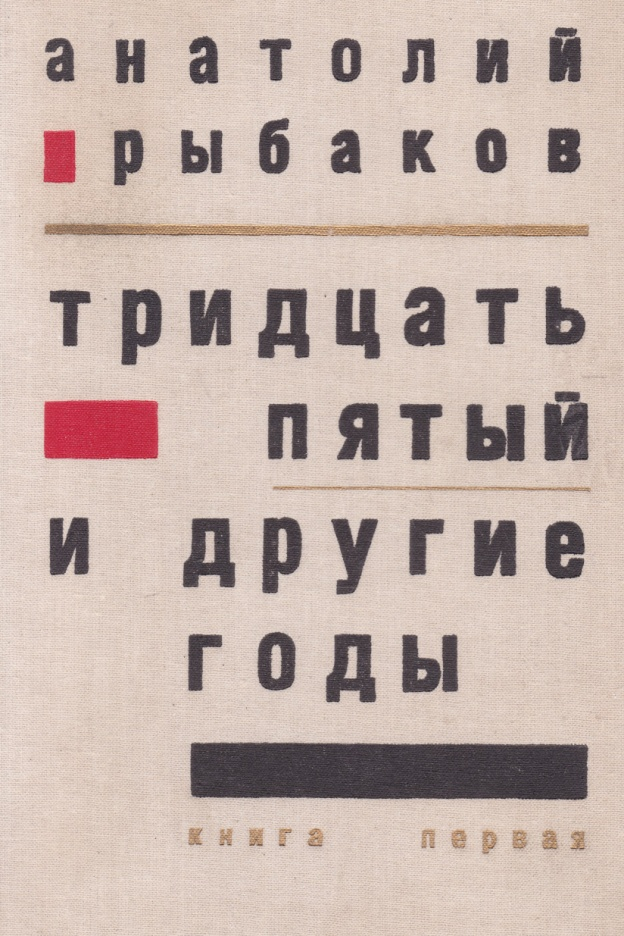 анатолий
рыбаков
тридцать
пятый
и другие
годы
книга первая